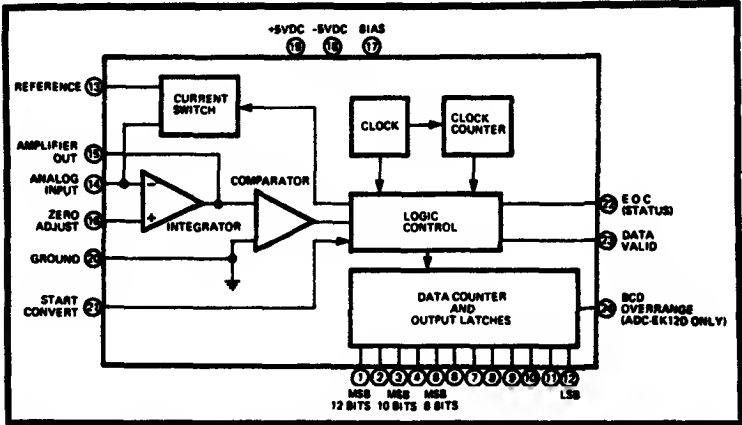 +5VDC -5VDC BIAS
19 18 17
REFERENCE 13
CURRENT
SWITCH
CLOCK
CLOCK
COUNTER
AMPLIFIER
OUT 15
ANALOG
INPUT 14
−
+
INTEGRATOR
COMPARATOR
ZERO
ADJUST 16
LOGIC
CONTROL
22 E O C
(STATUS)
23 DATA
VALID
GROUND 20
START
CONVERT 21
DATA COUNTER
AND
OUTPUT LATCHES
24 BCD
OVERRANGE
(ADC-EK12D ONLY)
1 2 3 4 5 6 7 8 9 10 11 12
MSB MSB MSB LSB
12 BITS 10 BITS 8 BITS